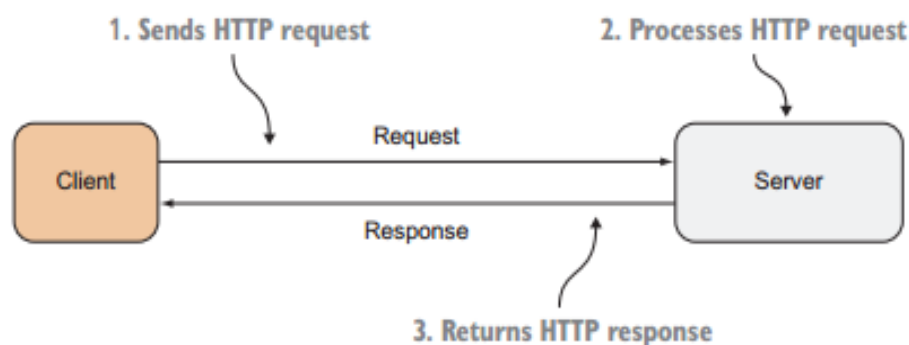 1. Sends HTTP request
2. Processes HTTP request
Request
Client
Server
Response
3. Returns HTTP response